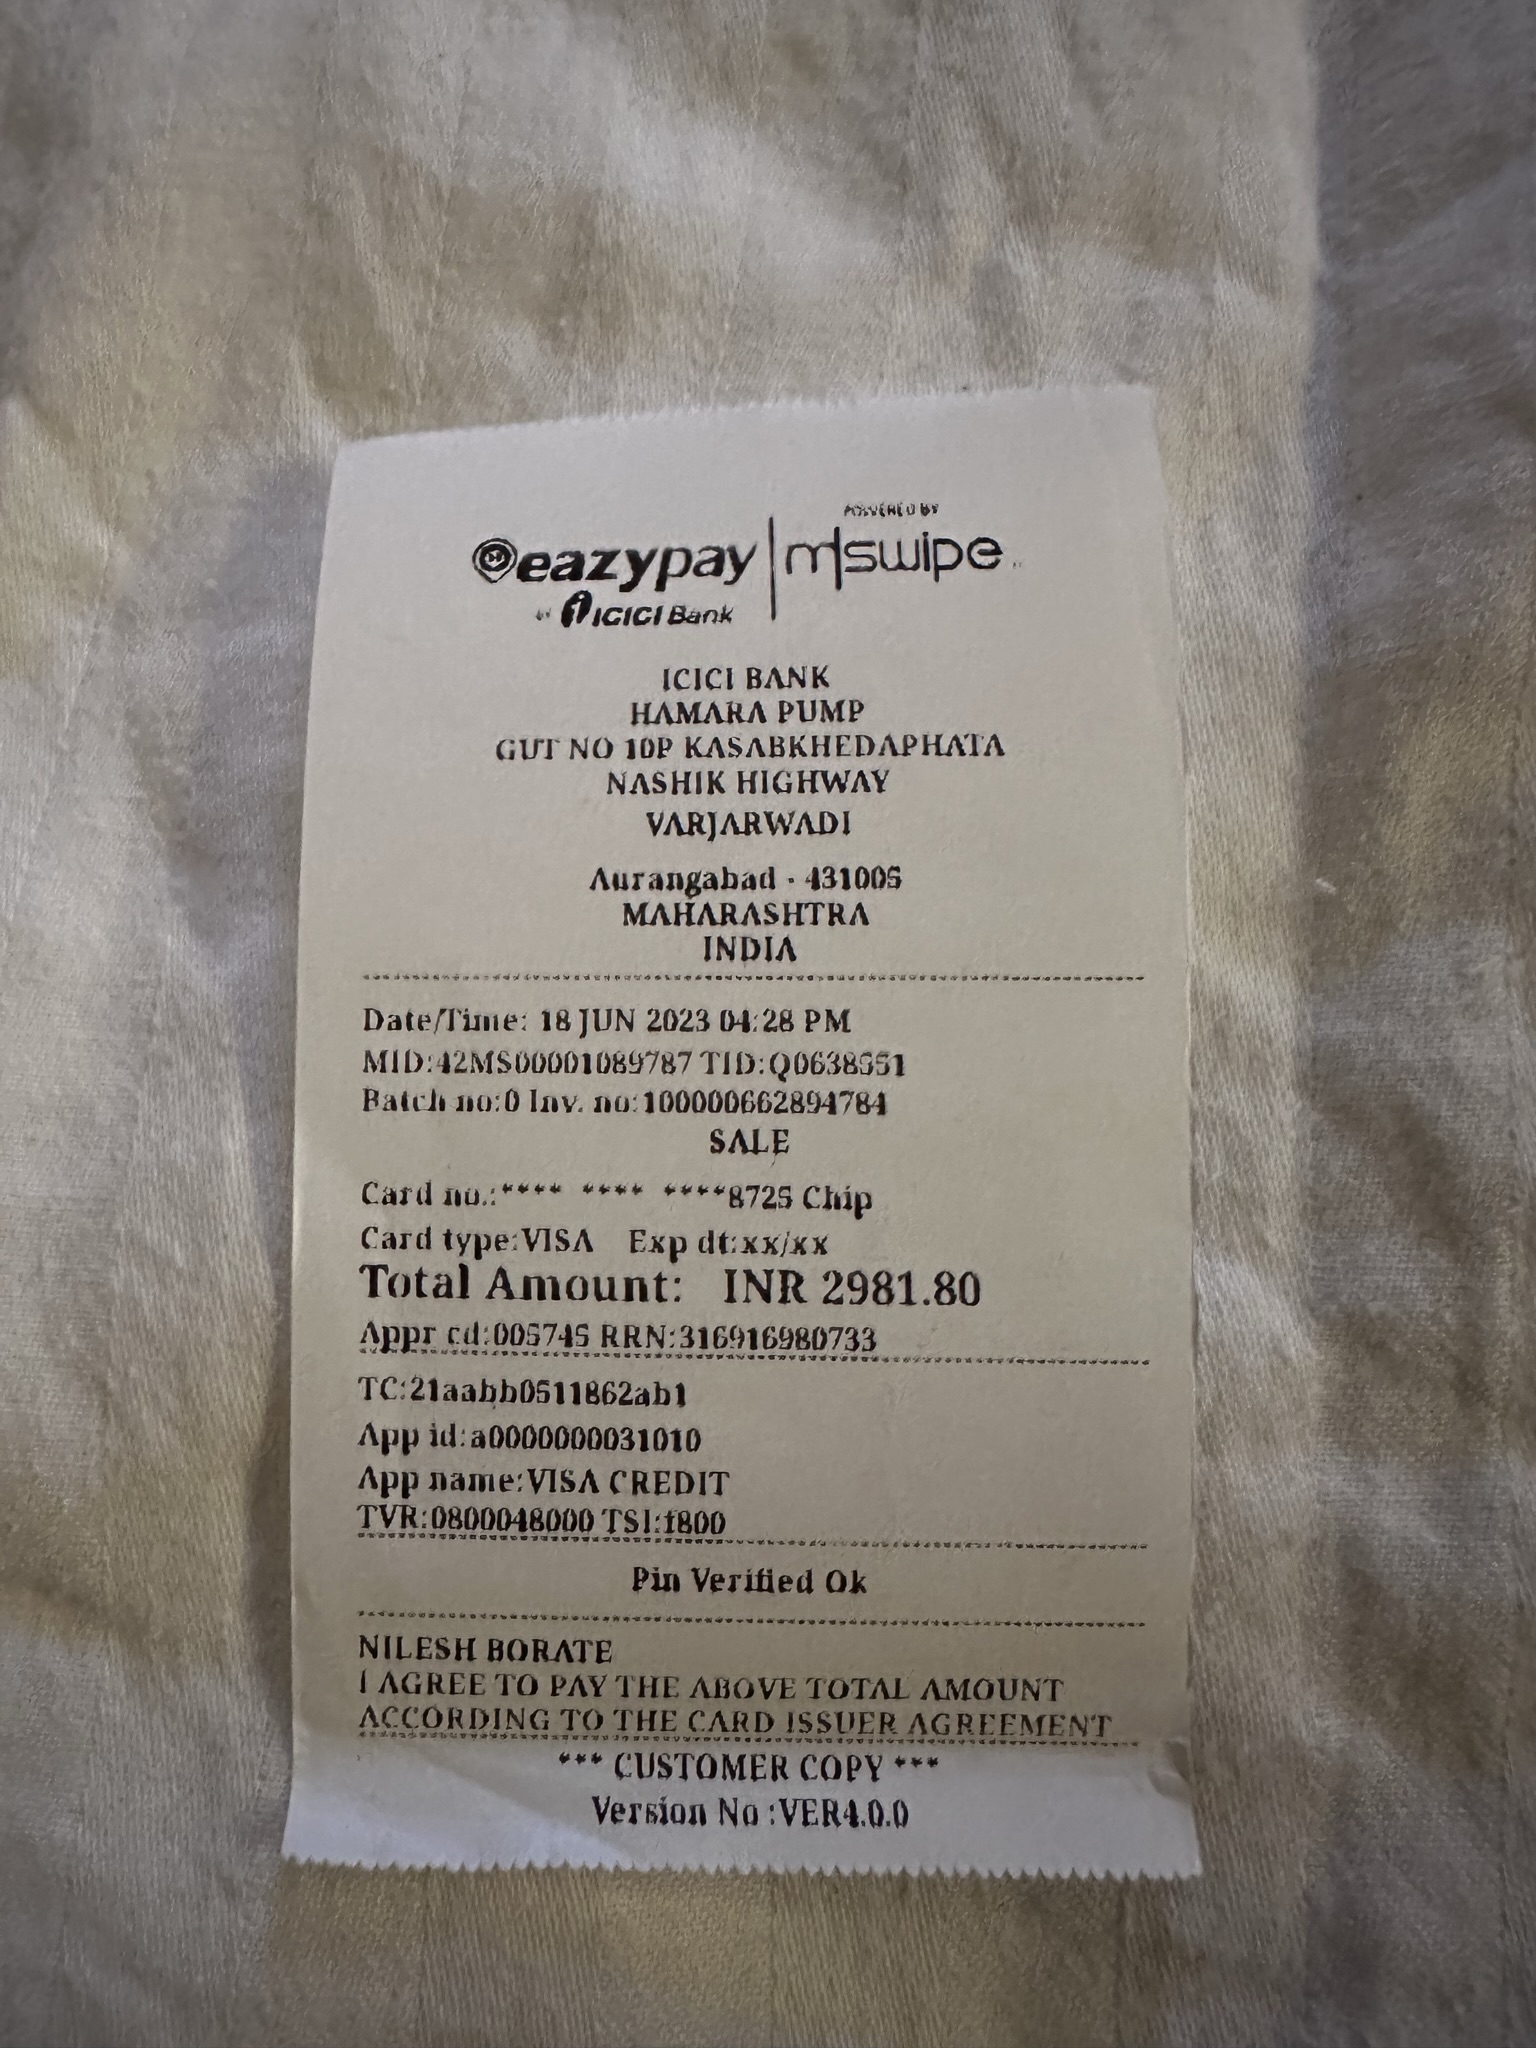 POWERED BY
eazypay | mswipe
BY ICICI Bank
ICICI BANK
HAMARA PUMP
GUT NO 10P KASABKHEDAPHATA
NASHIK HIGHWAY
VARJARWADI
Aurangabad - 431005
MAHARASHTRA
INDIA
Date/Time: 18 JUN 2023 04:28 PM
MID:42MS00001089787 TID:Q0638551
Batch no:0 Inv. no:100000662894784
SALE
Card no.:**** **** ****8725 Chip
Card type:VISA Exp dt:xx/xx
Total Amount: INR 2981.80
Appr cd:005745 RRN:316916980733
TC:21aabb0511862ab1
App id:a0000000031010
App name:VISA CREDIT
TVR:0800048000 TSI:f800
Pin Verified Ok
NILESH BORATE
I AGREE TO PAY THE ABOVE TOTAL AMOUNT
ACCORDING TO THE CARD ISSUER AGREEMENT
*** CUSTOMER COPY ***
Version No :VER4.0.0